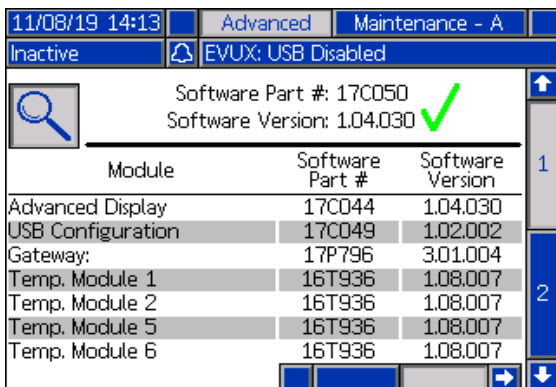 11/08/19 14:13 Advanced Maintenance - A
Inactive EVUX: USB Disabled
Software Part #: 17C050
Software Version: 1.04.030
Module Software Part # Software Version
Advanced Display 17C044 1.04.030
USB Configuration 17C049 1.02.002
Gateway: 17P796 3.01.004
Temp. Module 1 16T936 1.08.007
Temp. Module 2 16T936 1.08.007
Temp. Module 5 16T936 1.08.007
Temp. Module 6 16T936 1.08.007
1
2